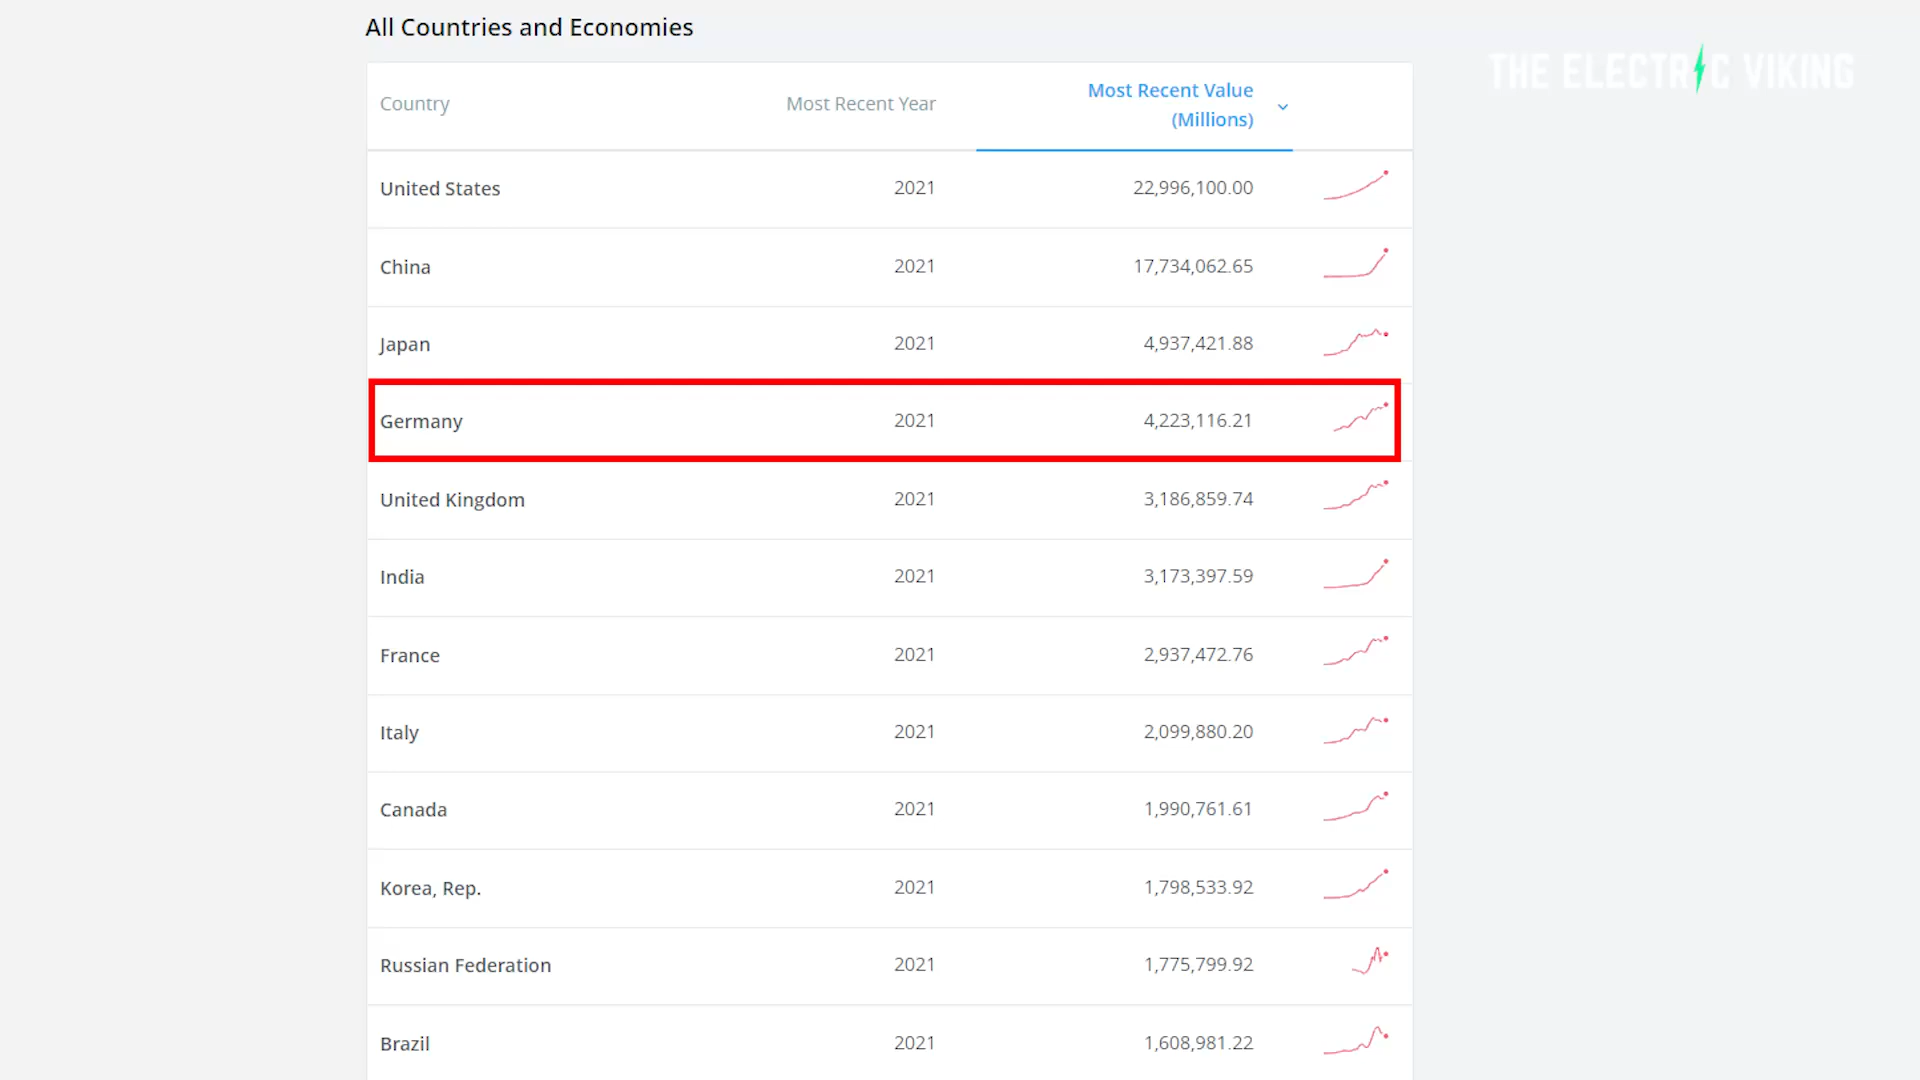 All Countries and Economies
THE ELECTRIC VIKING
Country Most Recent Year Most Recent Value
(Millions)
United States 2021 22,996,100.00
China 2021 17,734,062.65
Japan 2021 4,937,421.88
Germany 2021 4,223,116.21
United Kingdom 2021 3,186,859.74
India 2021 3,173,397.59
France 2021 2,937,472.76
Italy 2021 2,099,880.20
Canada 2021 1,990,761.61
Korea, Rep. 2021 1,798,533.92
Russian Federation 2021 1,775,799.92
Brazil 2021 1,608,981.22